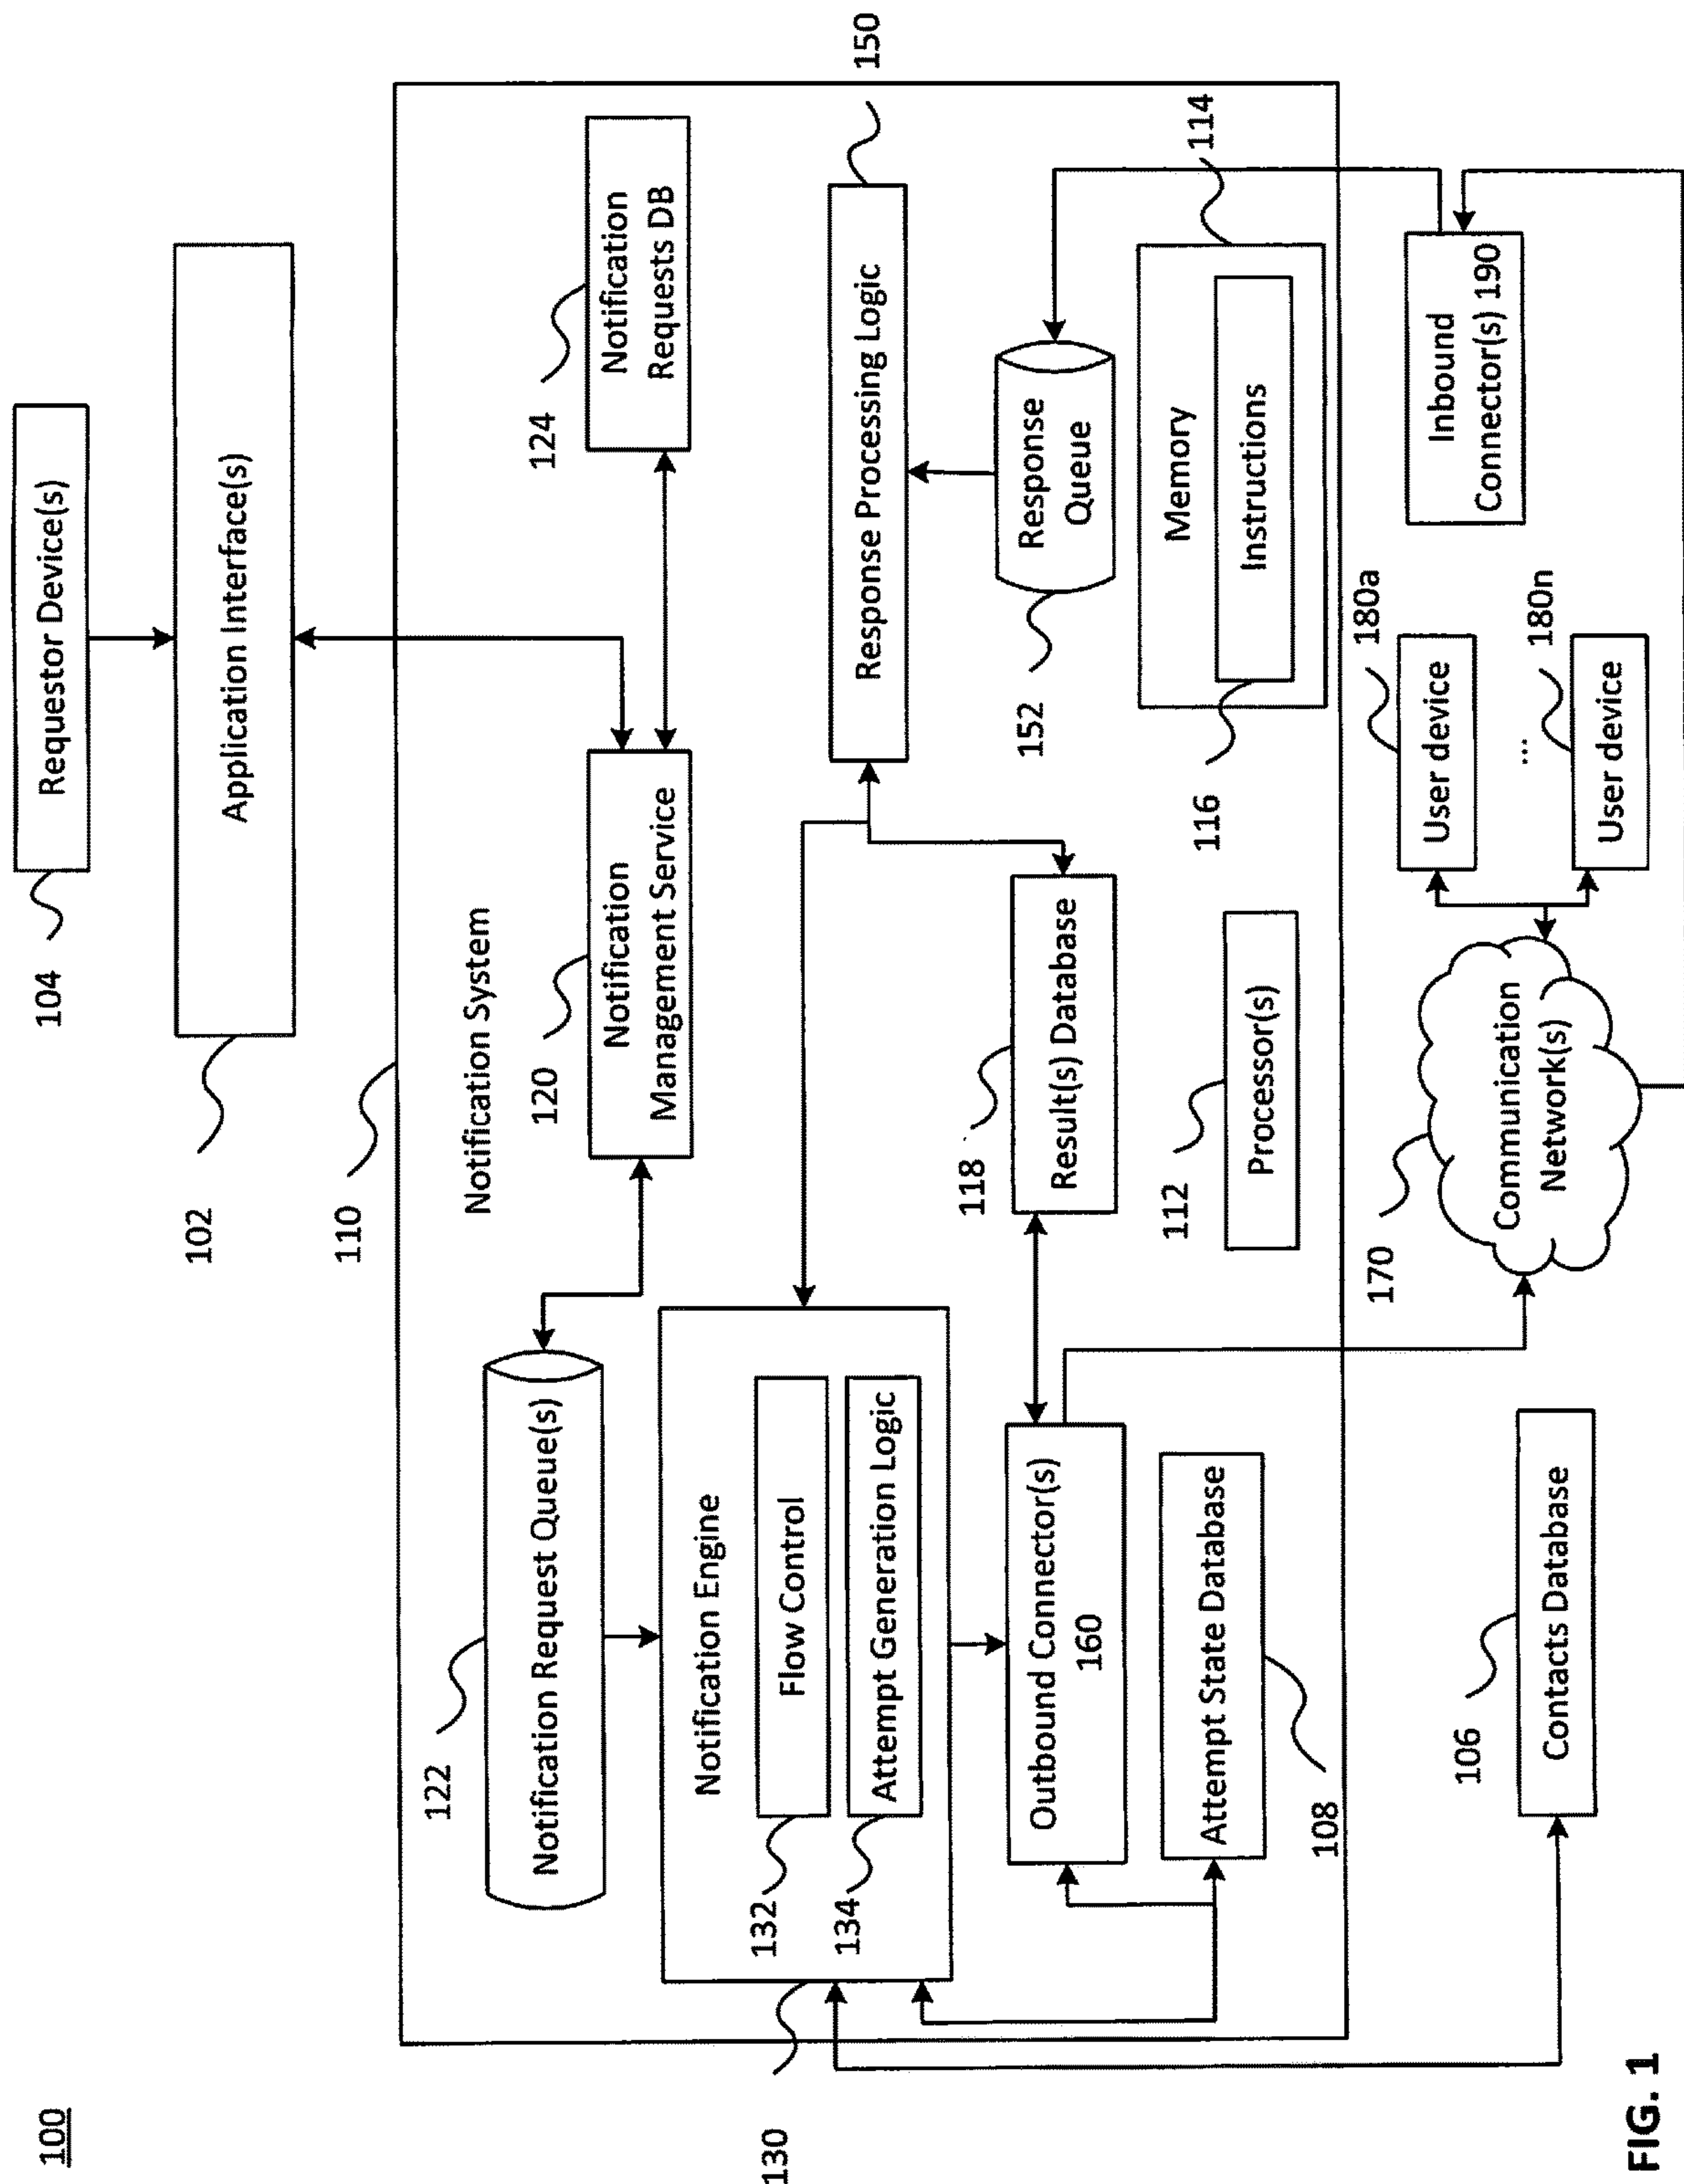 100
104
Requestor Device(s)
102
Application Interface(s)
110
Notification System
122
Notification Request Queue(s)
120
Notification
Management Service
124
Notification
Requests DB
130
Notification Engine
132
Flow Control
134
Attempt Generation Logic
150
Response Processing Logic
118
Result(s) Database
152
Response
Queue
Outbound Connector(s)
160
Attempt State Database
108
112
Processor(s)
114
Memory
116
Instructions
106
Contacts Database
170
Communication
Network(s)
180a
User device
...
180n
User device
Inbound
Connector(s) 190
FIG. 1